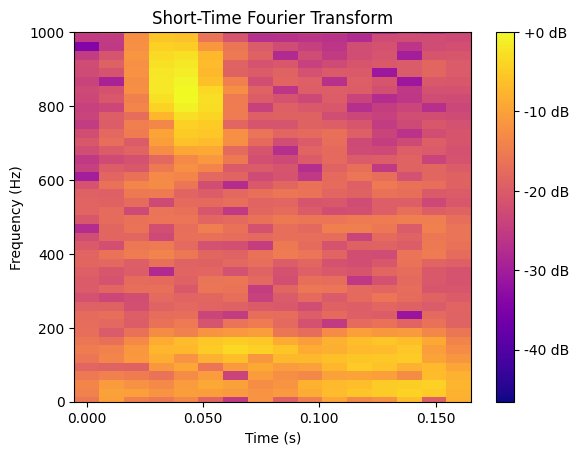 Short-Time Fourier Transform
1000
800
600
400
200
0
Frequency (Hz)
0.000
0.050
0.100
0.150
Time (s)
+0 dB
-10 dB
-20 dB
-30 dB
-40 dB